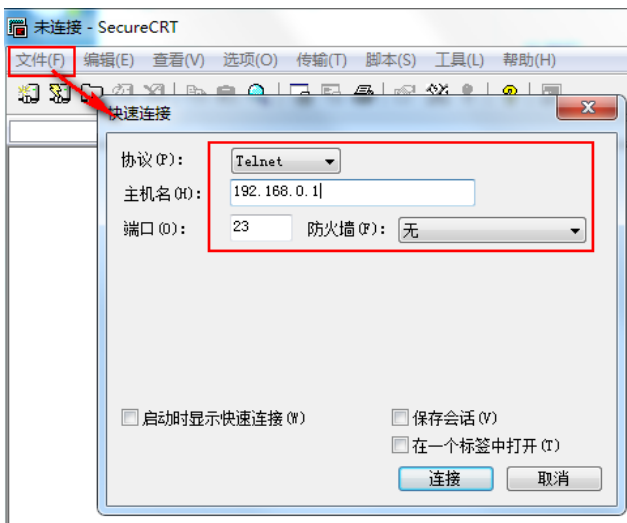 未连接 - SecureCRT
文件(F) 编辑(E) 查看(V) 选项(O) 传输(T) 脚本(S) 工具(L) 帮助(H)
快速连接
协议(P): Telnet
主机名(H): 192.168.0.1
端口(O): 23 防火墙(F): 无
启动时显示快速连接(W) 保存会话(V)
在一个标签中打开(T)
连接 取消